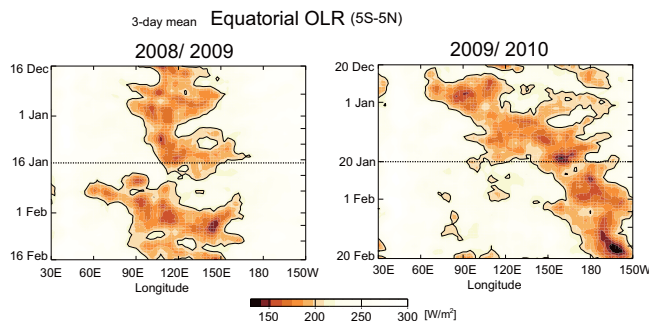 3-day mean Equatorial OLR (5S-5N)
2008/ 2009
2009/ 2010
16 Dec
1 Jan
16 Jan
1 Feb
16 Feb
30E 60E 90E 120E 150E 180 150W
Longitude
20 Dec
1 Jan
20 Jan
1 Feb
20 Feb
30E 60E 90E 120E 150E 180 150W
Longitude
150 200 250 300 [W/m²]